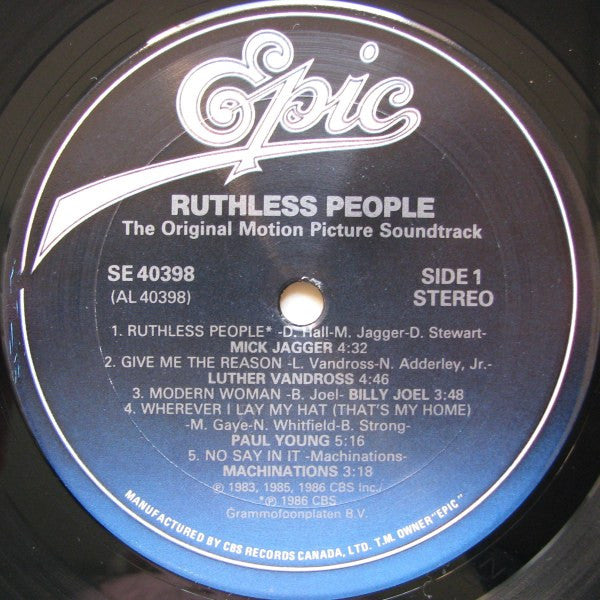 Epic
RUTHLESS PEOPLE
The Original Motion Picture Soundtrack
SE 40398
(AL 40398)
SIDE 1
STEREO
1. RUTHLESS PEOPLE* -D. Hall-M. Jagger-D. Stewart-
MICK JAGGER 4:32
2. GIVE ME THE REASON -L. Vandross-N. Adderley, Jr.-
LUTHER VANDROSS 4:46
3. MODERN WOMAN -B. Joel- BILLY JOEL 3:48
4. WHEREVER I LAY MY HAT (THAT'S MY HOME)
-M. Gaye-N. Whitfield-B. Strong-
PAUL YOUNG 5:16
5. NO SAY IN IT -Machinations-
MACHINATIONS 3:18
℗ 1983, 1985, 1986 CBS Inc./
*℗ 1986 CBS
Grammofoonplaten B.V.
MANUFACTURED BY CBS RECORDS CANADA, LTD. T.M. OWNER "EPIC"